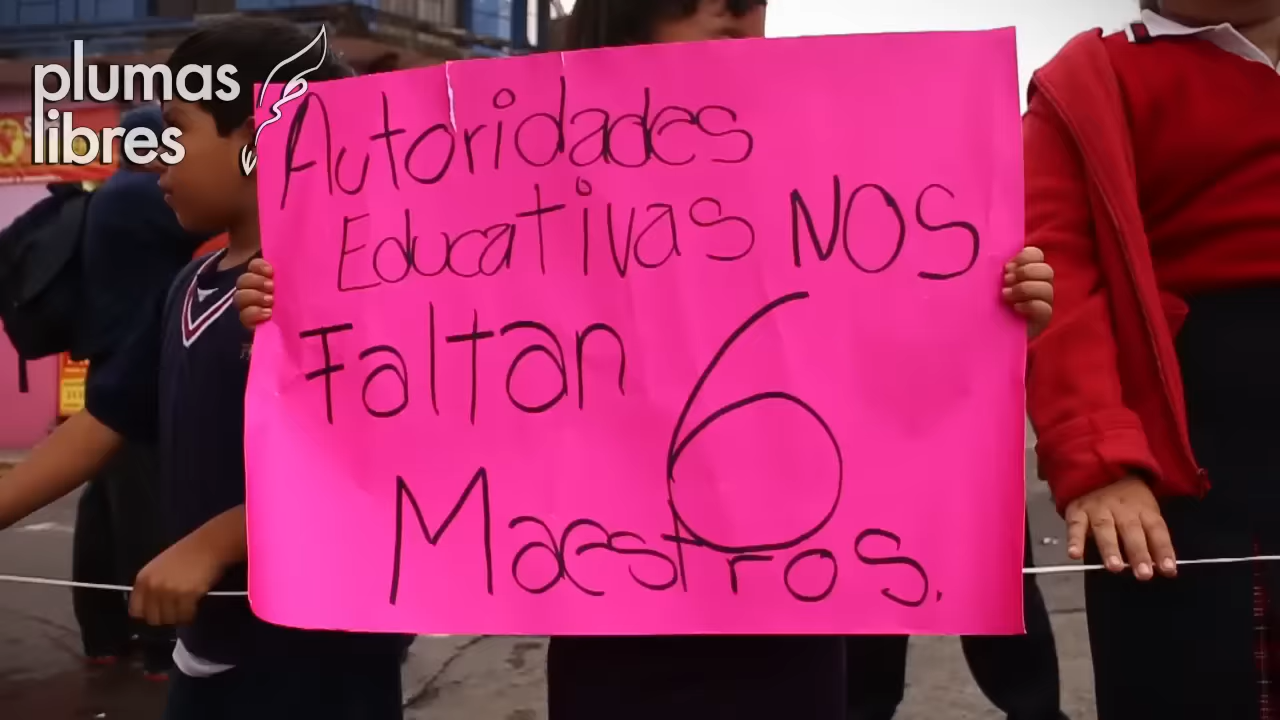 plumas
libres
Autoridades
Educativas NOS
Faltan 6
Maestros.